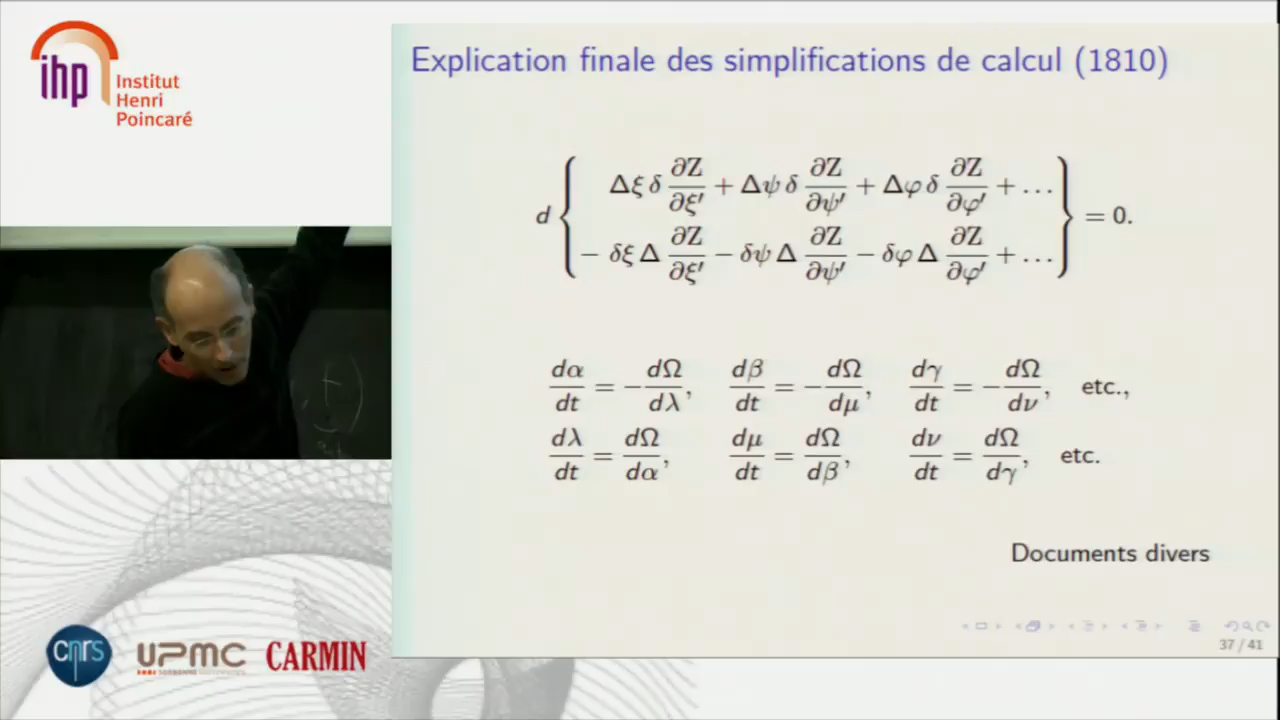 ihp Institut
Henri
Poincaré
Explication finale des simplifications de calcul (1810)
d { Δξ δ ∂Z/∂ξ′ + Δψ δ ∂Z/∂ψ′ + Δφ δ ∂Z/∂φ′ + ...
− δξ Δ ∂Z/∂ξ′ − δψ Δ ∂Z/∂ψ′ − δφ Δ ∂Z/∂φ′ + ... } = 0.
dα/dt = −dΩ/dλ, dβ/dt = −dΩ/dμ, dγ/dt = −dΩ/dν, etc.,
dλ/dt = dΩ/dα, dμ/dt = dΩ/dβ, dν/dt = dΩ/dγ, etc.
Documents divers
37 / 41
cnrs UPMC CARMIN